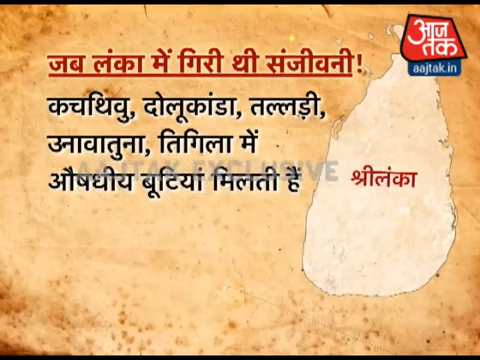 आज
तक
aajtak.in
जब लंका में गिरी थी संजीवनी!
कचथिवु, दोलूकांडा, तल्लड़ी,
उनावातुना, तिगिला में
औषधीय बूटियां मिलती हैं
AAJTAK EXCLUSIVE
श्रीलंका